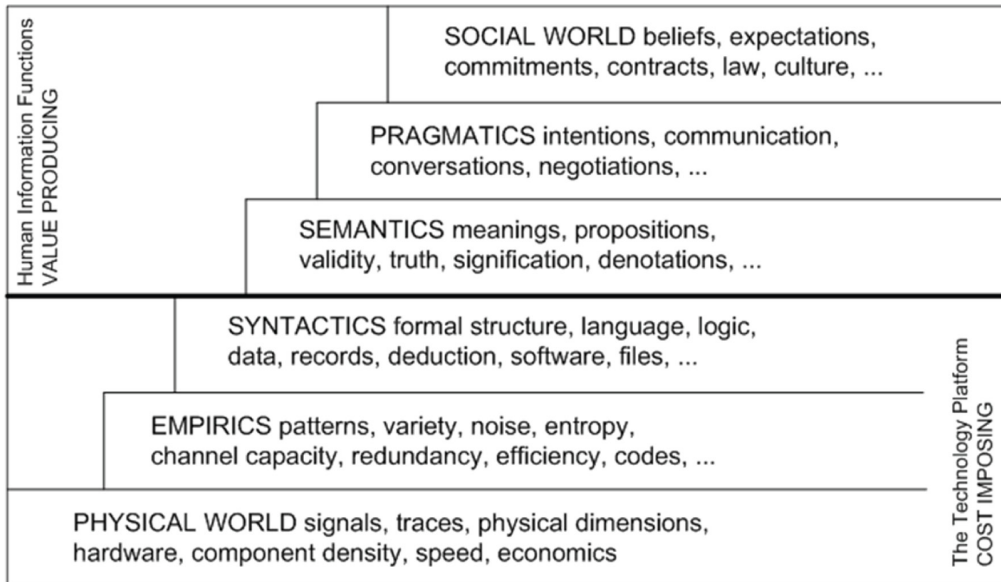 Human Information Functions
VALUE PRODUCING
SOCIAL WORLD beliefs, expectations,
commitments, contracts, law, culture, ...
PRAGMATICS intentions, communication,
conversations, negotiations, ...
SEMANTICS meanings, propositions,
validity, truth, signification, denotations, ...
SYNTACTICS formal structure, language, logic,
data, records, deduction, software, files, ...
EMPIRICS patterns, variety, noise, entropy,
channel capacity, redundancy, efficiency, codes, ...
PHYSICAL WORLD signals, traces, physical dimensions,
hardware, component density, speed, economics
The Technology Platform
COST IMPOSING